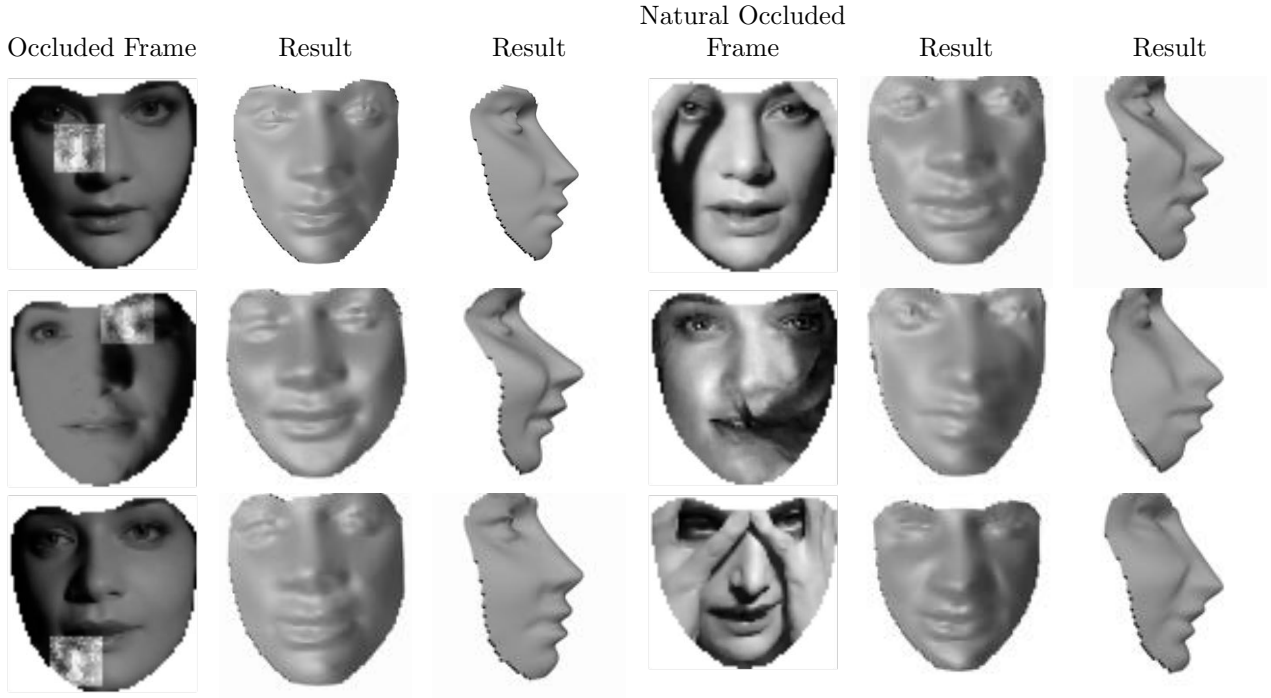 Occluded Frame
Result
Result
Natural Occluded
Frame
Result
Result